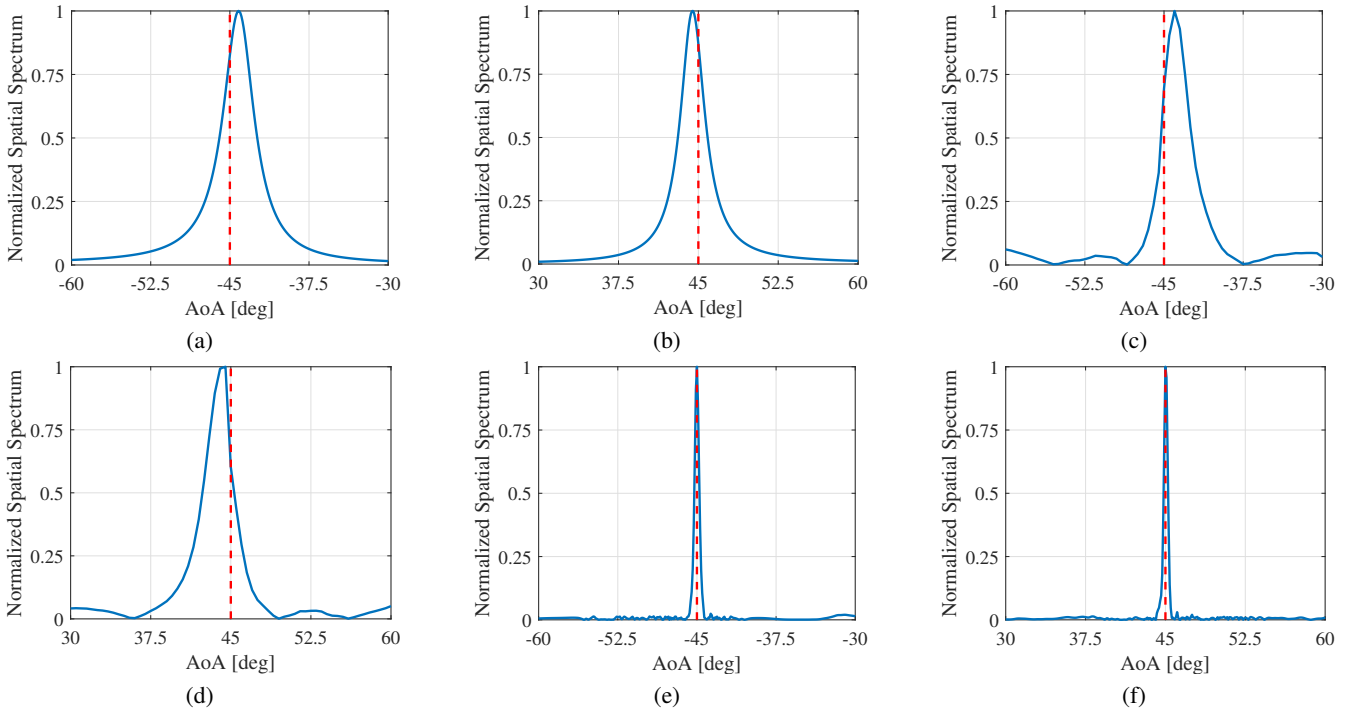 Normalized Spatial Spectrum
1
0.75
0.5
0.25
0
-60 -52.5 -45 -37.5 -30
AoA [deg]
(a)
Normalized Spatial Spectrum
1
0.75
0.5
0.25
0
30 37.5 45 52.5 60
AoA [deg]
(b)
Normalized Spatial Spectrum
1
0.75
0.5
0.25
0
-60 -52.5 -45 -37.5 -30
AoA [deg]
(c)
Normalized Spatial Spectrum
1
0.75
0.5
0.25
0
30 37.5 45 52.5 60
AoA [deg]
(d)
Normalized Spatial Spectrum
1
0.75
0.5
0.25
0
-60 -52.5 -45 -37.5 -30
AoA [deg]
(e)
Normalized Spatial Spectrum
1
0.75
0.5
0.25
0
30 37.5 45 52.5 60
AoA [deg]
(f)